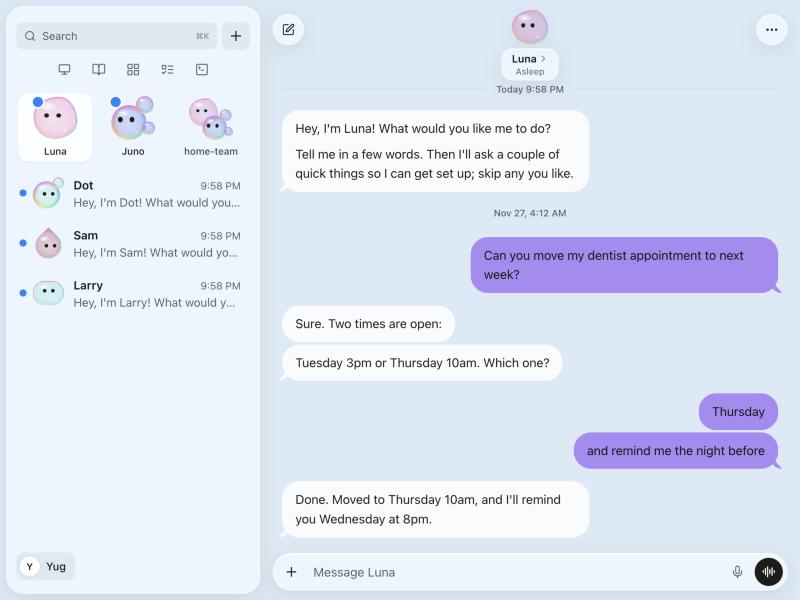 Search
⌘K
Luna
Juno
home-team
Dot
9:58 PM
Hey, I'm Dot! What would you...
Sam
9:58 PM
Hey, I'm Sam! What would yo...
Larry
9:58 PM
Hey, I'm Larry! What would y...
Y
Yug
Luna
Asleep
Today 9:58 PM
Hey, I'm Luna! What would you like me to do?
Tell me in a few words. Then I'll ask a couple of
quick things so I can get set up; skip any you like.
Nov 27, 4:12 AM
Can you move my dentist appointment to next
week?
Sure. Two times are open:
Tuesday 3pm or Thursday 10am. Which one?
Thursday
and remind me the night before
Done. Moved to Thursday 10am, and I'll remind
you Wednesday at 8pm.
Message Luna